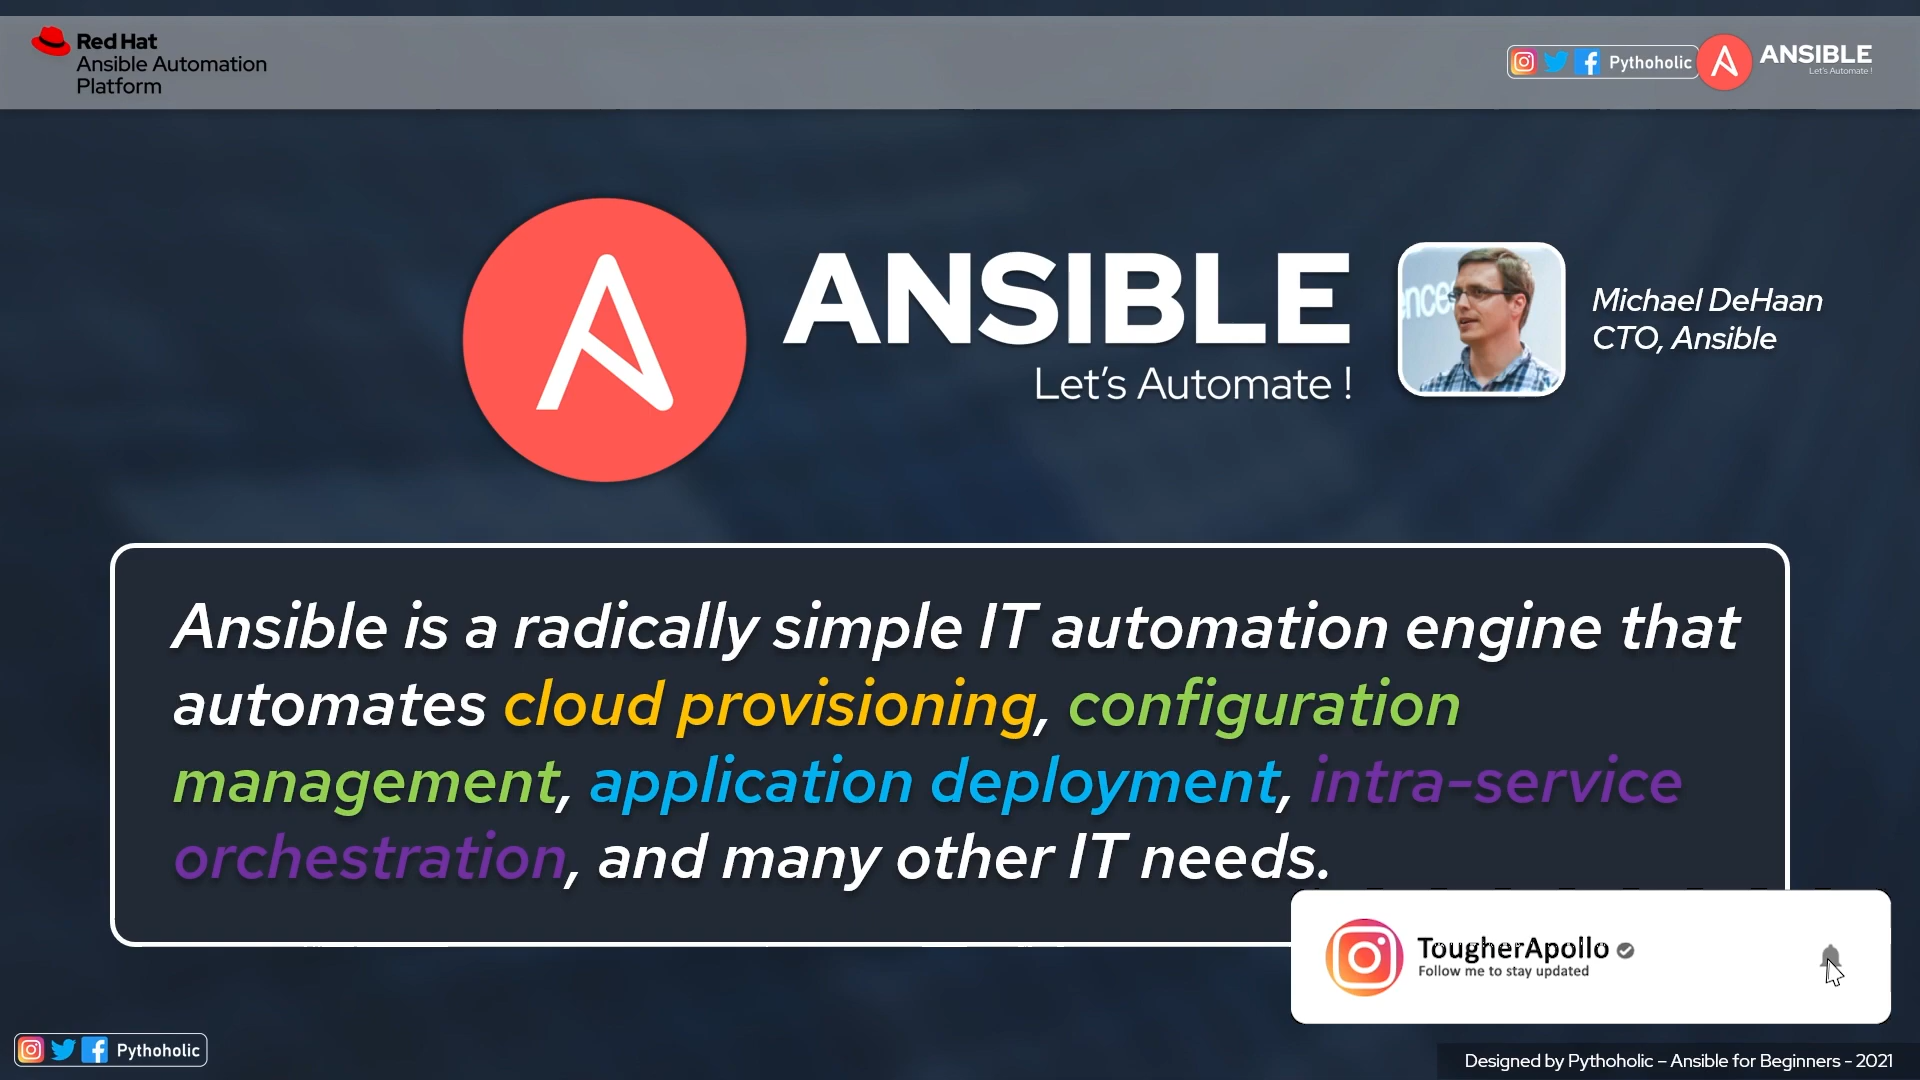 Red Hat
Ansible Automation
Platform
Pythoholic
ANSIBLE
Let's Automate !
ANSIBLE
Let's Automate !
ences
Michael DeHaan
CTO, Ansible
Ansible is a radically simple IT automation engine that
automates cloud provisioning, configuration
management, application deployment, intra-service
orchestration, and many other IT needs.
TougherApollo
Follow me to stay updated
Pythoholic
Designed by Pythoholic – Ansible for Beginners - 2021